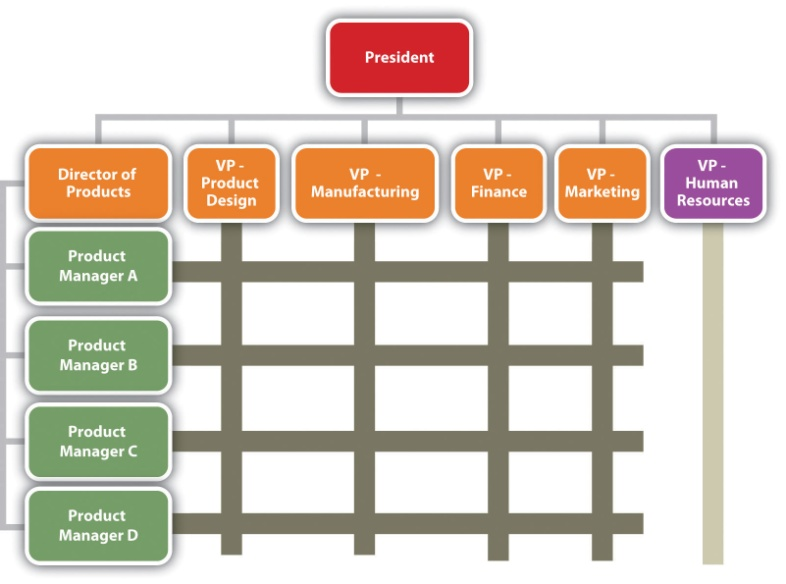 President
Director of
Products
VP -
Product
Design
VP -
Manufacturing
VP -
Finance
VP -
Marketing
VP -
Human
Resources
Product
Manager A
Product
Manager B
Product
Manager C
Product
Manager D